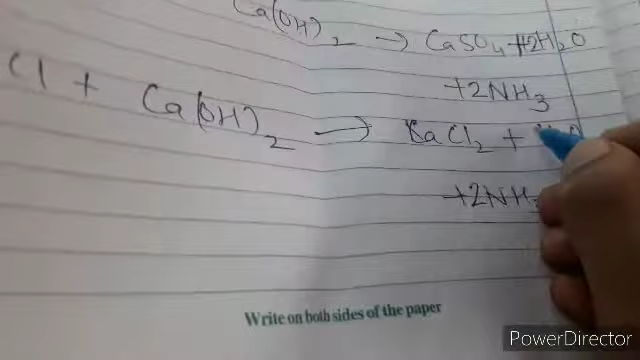 Ca(OH)2 → CaSO4 + 2H2O
+2NH3
Cl + Ca(OH)2 → CaCl2 +
+2NH3
Write on both sides of the paper
PowerDirector